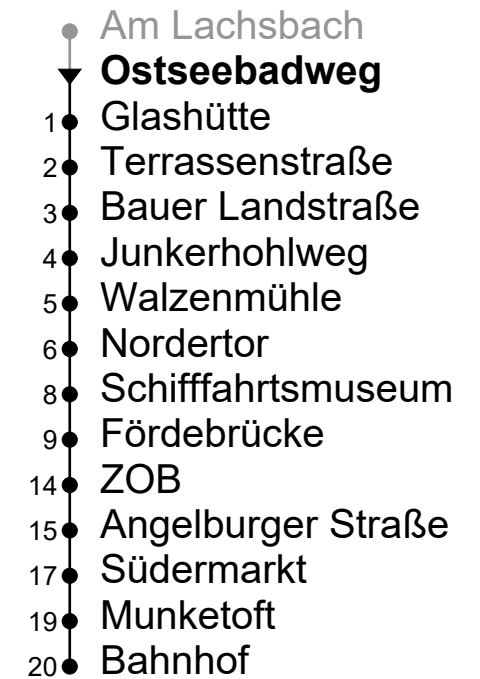 Am Lachsbach
Ostseebadweg
1 Glashütte
2 Terrassenstraße
3 Bauer Landstraße
4 Junkerhohlweg
5 Walzenmühle
6 Nordertor
8 Schifffahrtsmuseum
9 Fördebrücke
14 ZOB
15 Angelburger Straße
17 Südermarkt
19 Munketoft
20 Bahnhof